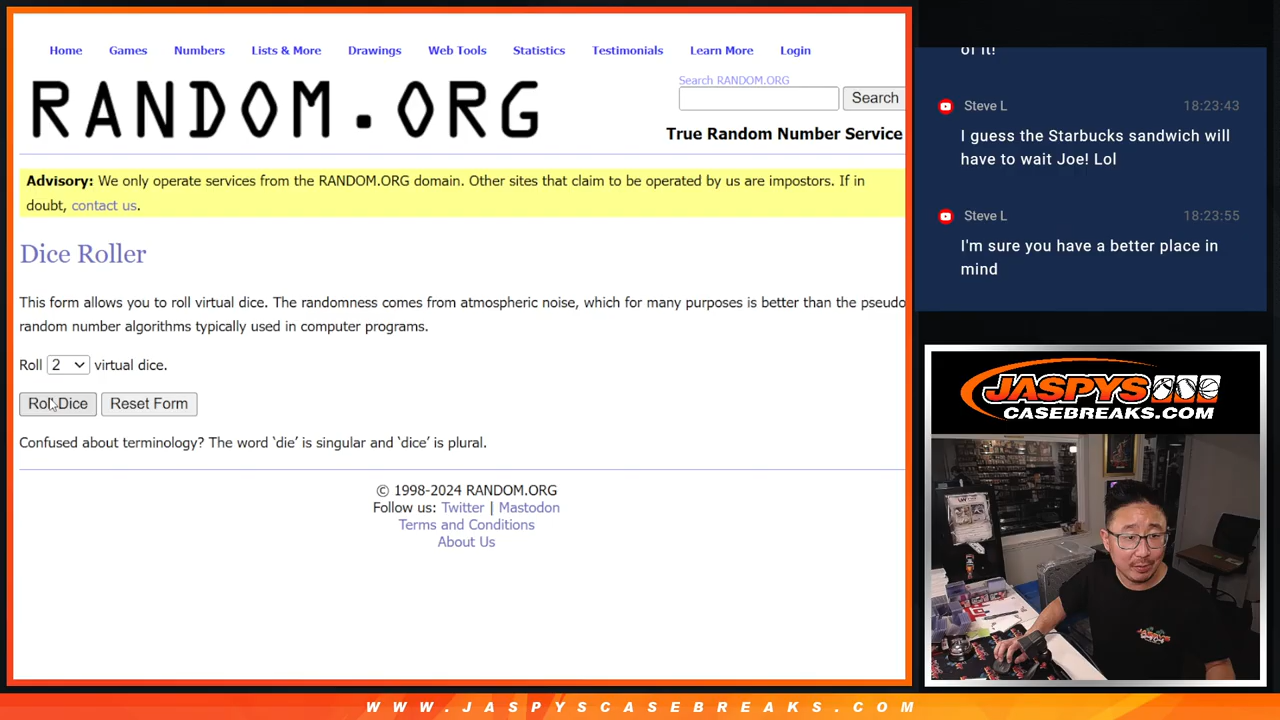 Home Games Numbers Lists & More Drawings Web Tools Statistics Testimonials Learn More Login
RANDOM.ORG
Search RANDOM.ORG
Search
True Random Number Service
Advisory: We only operate services from the RANDOM.ORG domain. Other sites that claim to be operated by us are impostors. If in
doubt, contact us.
Dice Roller
This form allows you to roll virtual dice. The randomness comes from atmospheric noise, which for many purposes is better than the pseudo
random number algorithms typically used in computer programs.
Roll 2 virtual dice.
Roll Dice Reset Form
Confused about terminology? The word ‘die’ is singular and ‘dice’ is plural.
© 1998-2024 RANDOM.ORG
Follow us: Twitter | Mastodon
Terms and Conditions
About Us
of it!
Steve L 18:23:43
I guess the Starbucks sandwich will
have to wait Joe! Lol
Steve L 18:23:55
I'm sure you have a better place in
mind
JASPYS
CASEBREAKS.COM
WWW.JASPYSCASEBREAKS.COM